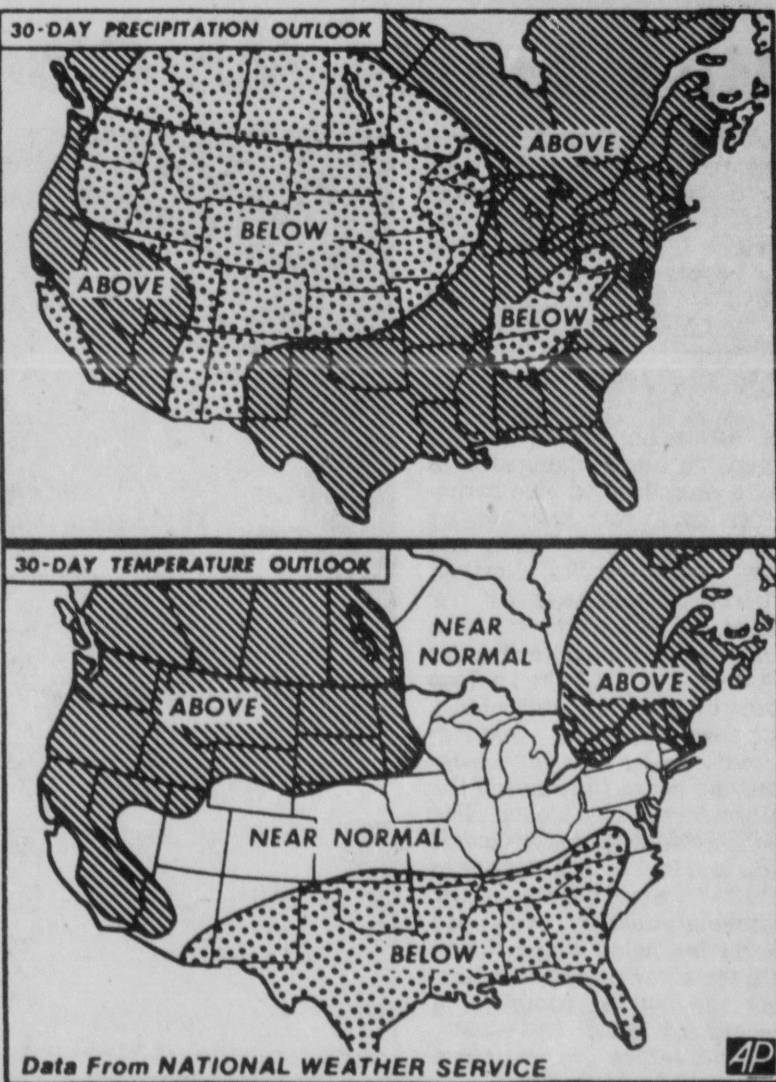 30-DAY PRECIPITATION OUTLOOK
ABOVE
BELOW
ABOVE
BELOW
30-DAY TEMPERATURE OUTLOOK
NEAR
NORMAL
ABOVE
ABOVE
NEAR NORMAL
BELOW
Data From NATIONAL WEATHER SERVICE
AP